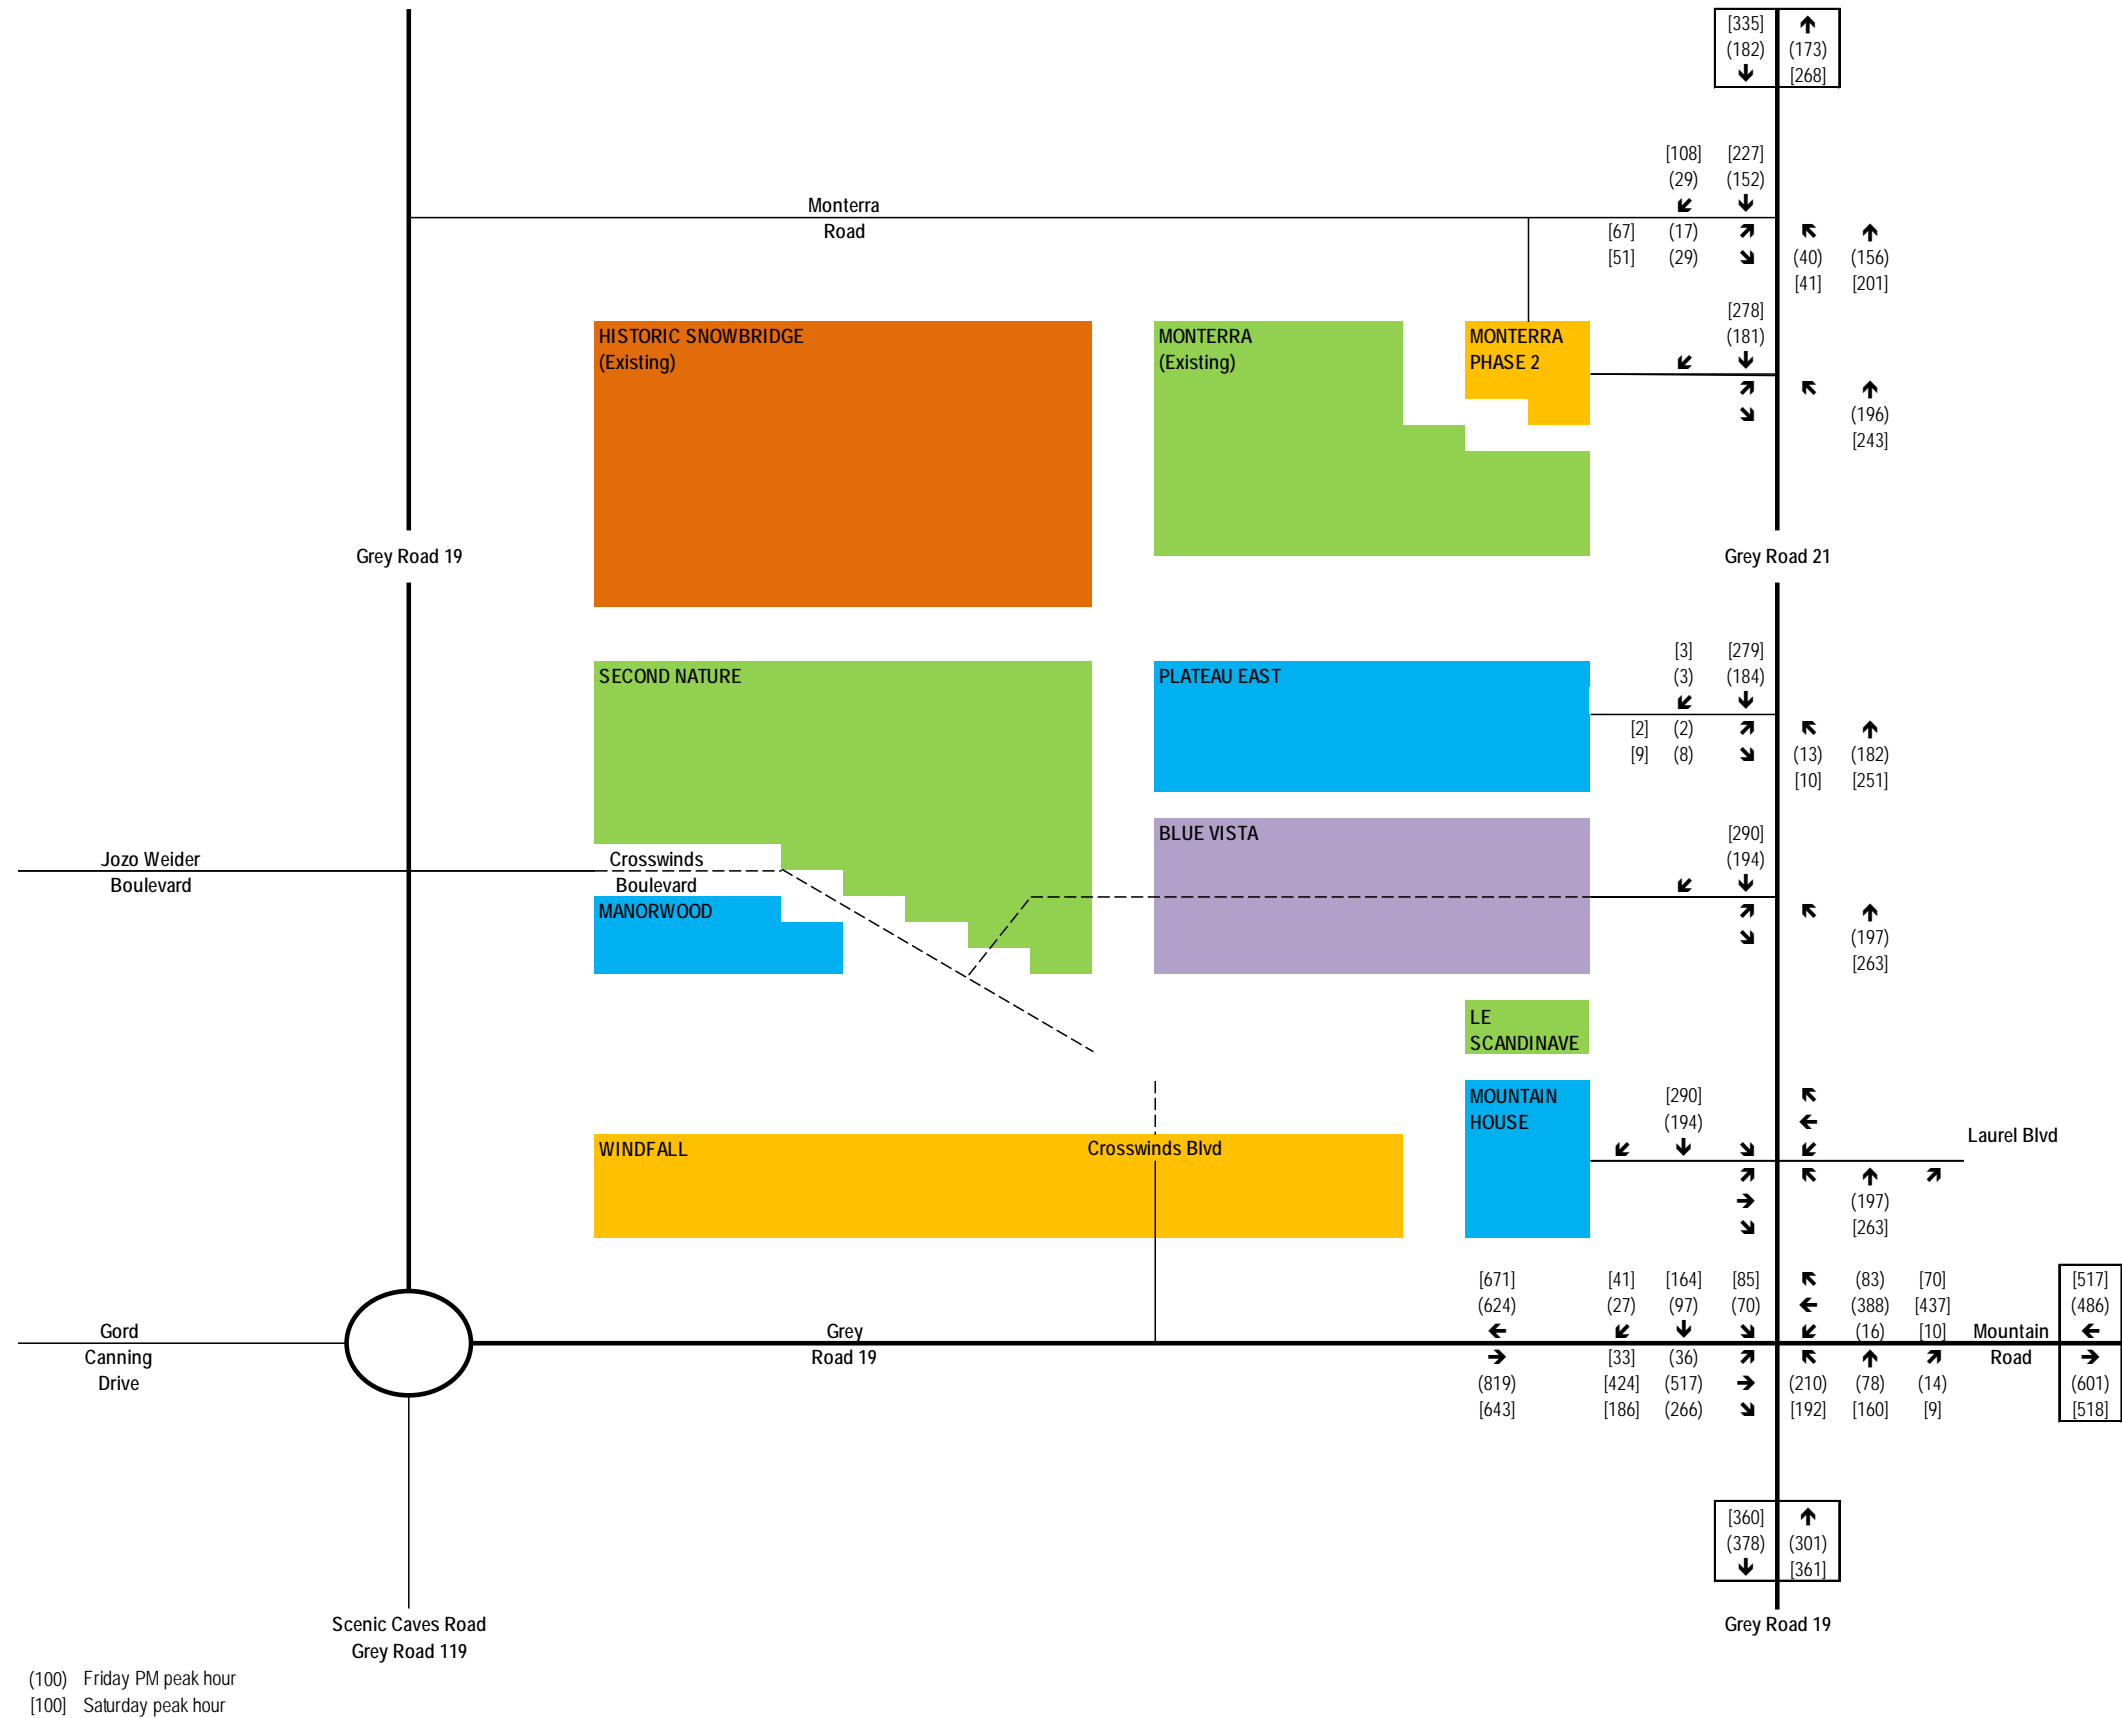 [335]
(182) (173)
[268]
[108] [227]
(29) (152)
Monterra
Road
[67] (17)
[51] (29) (40) (156)
[41] [201]
[278]
HISTORIC SNOWBRIDGE MONTERRA MONTERRA (181)
(Existing) (Existing) PHASE 2
(196)
[243]
Grey Road 19 Grey Road 21
[3] [279]
SECOND NATURE PLATEAU EAST (3) (184)
[2] (2)
[9] (8) (13) (182)
[10] [251]
BLUE VISTA [290]
Jozo Weider Crosswinds (194)
Boulevard Boulevard
MANORWOOD
(197)
[263]
LE
SCANDINAVE
MOUNTAIN [290]
HOUSE (194)
Laurel Blvd
WINDFALL Crosswinds Blvd
(197)
[263]
[671] [41] [164] [85] (83) [70] [517]
(624) (27) (97) (70) (388) [437] (486)
Gord Grey (16) [10] Mountain
Canning Road 19 [33] (36) Road
Drive (819) [424] (517) (210) (78) (14) (601)
[643] [186] (266) [192] [160] [9] [518]
[360]
(378) (301)
[361]
Scenic Caves Road Grey Road 19
Grey Road 119
(100) Friday PM peak hour
[100] Saturday peak hour